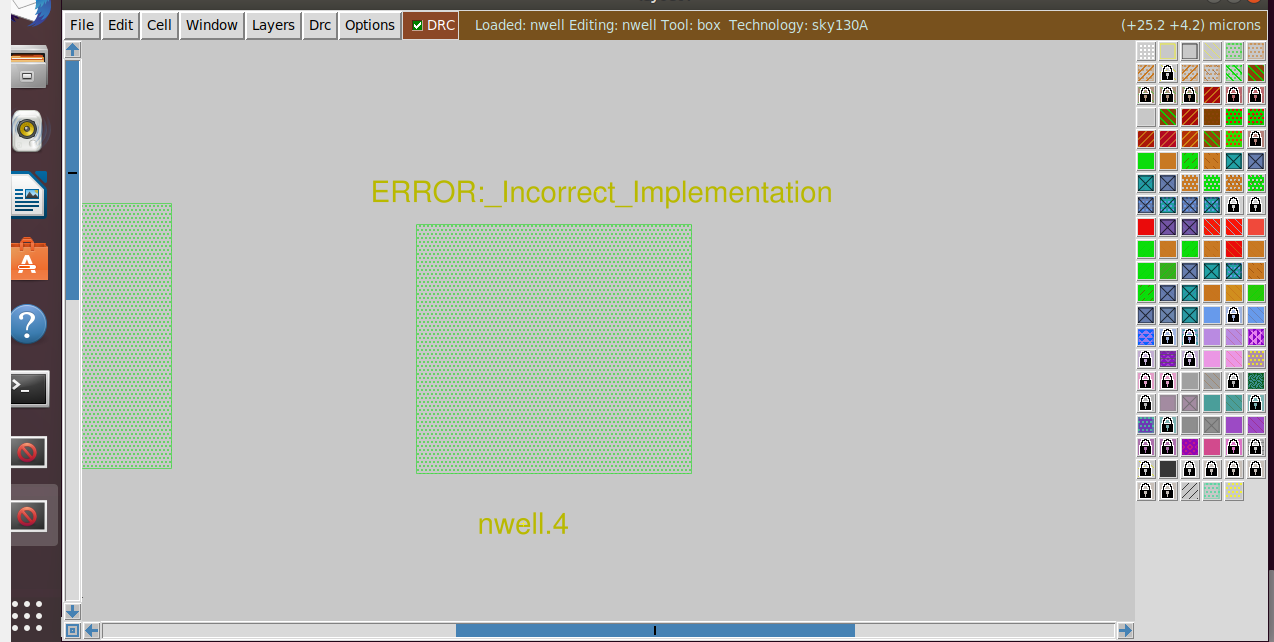 File Edit Cell Window Layers Drc Options DRC Loaded: nwell Editing: nwell Tool: box Technology: sky130A (+25.2 +4.2) microns
ERROR:_Incorrect_Implementation
nwell.4